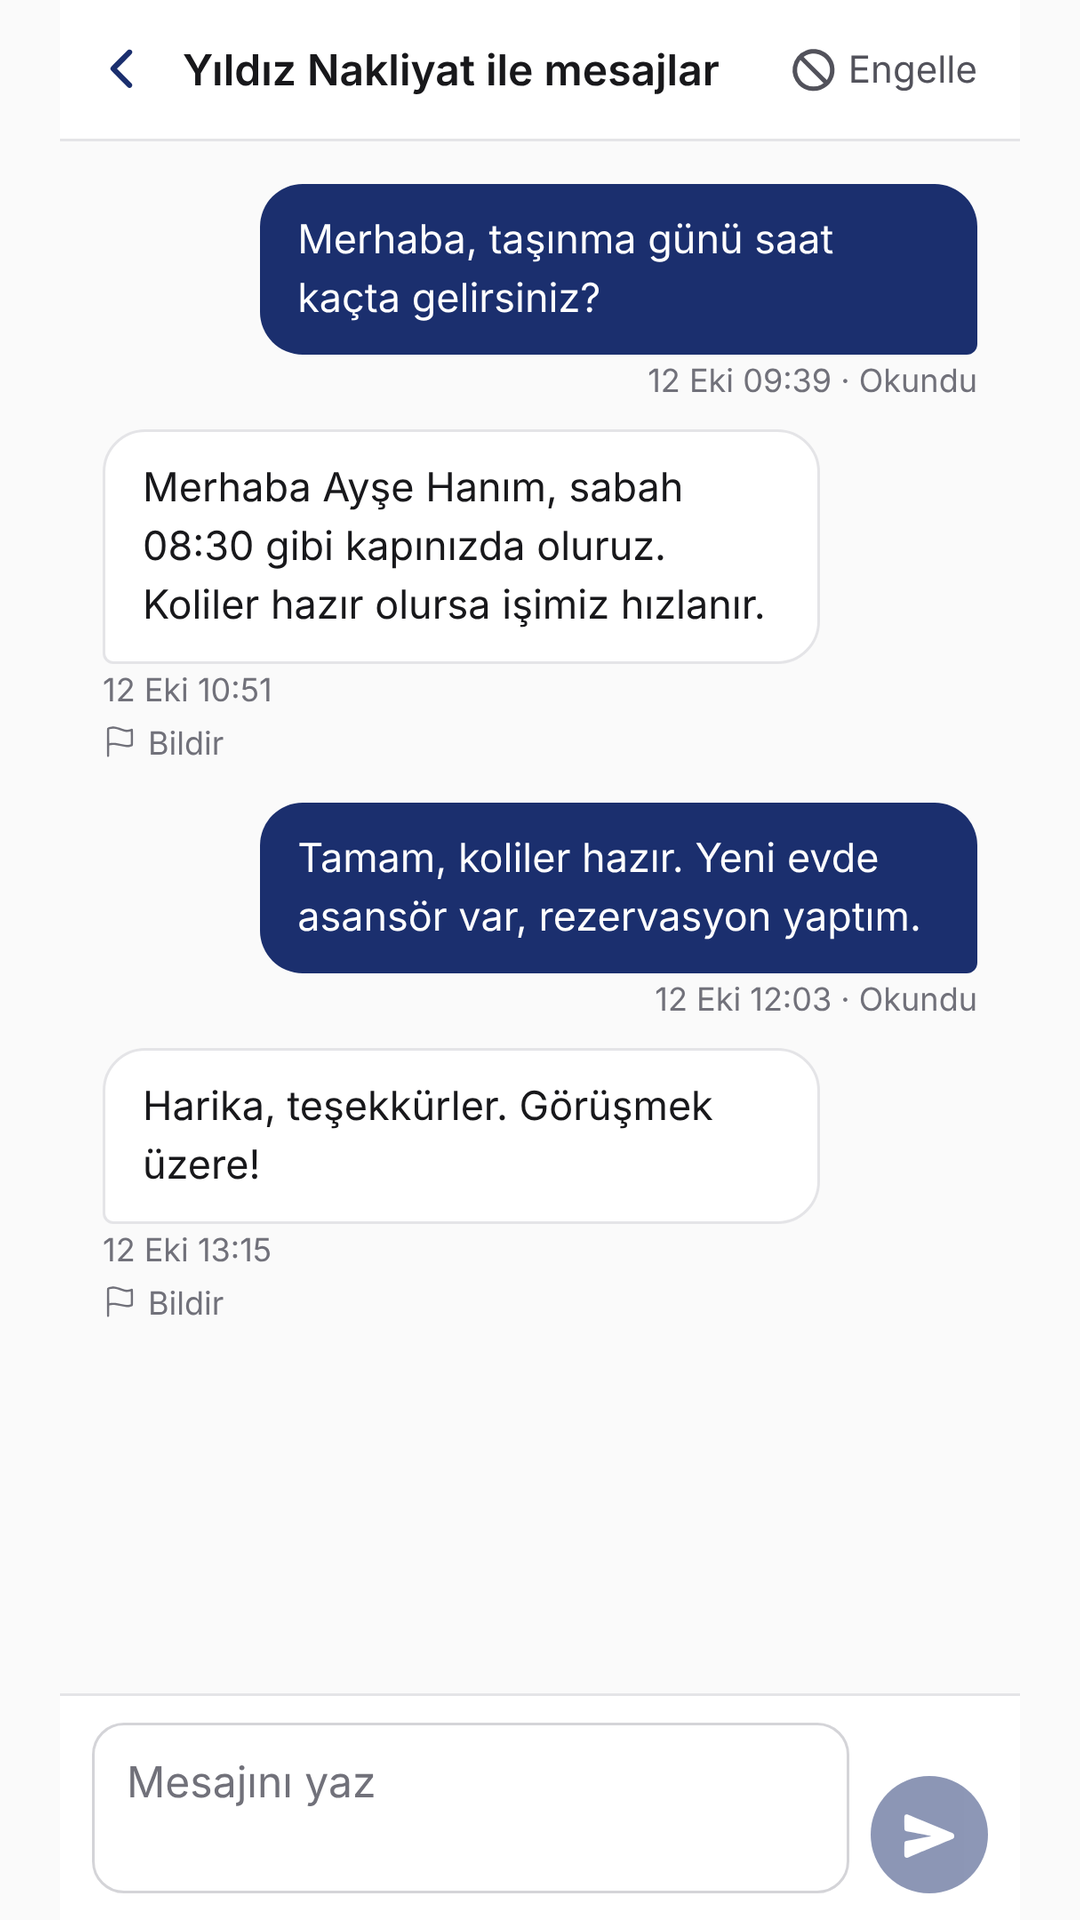 Yıldız Nakliyat ile mesajlar
Engelle
Merhaba, taşınma günü saat
kaçta gelirsiniz?
12 Eki 09:39 · Okundu
Merhaba Ayşe Hanım, sabah
08:30 gibi kapınızda oluruz.
Koliler hazır olursa işimiz hızlanır.
12 Eki 10:51
Bildir
Tamam, koliler hazır. Yeni evde
asansör var, rezervasyon yaptım.
12 Eki 12:03 · Okundu
Harika, teşekkürler. Görüşmek
üzere!
12 Eki 13:15
Bildir
Mesajını yaz